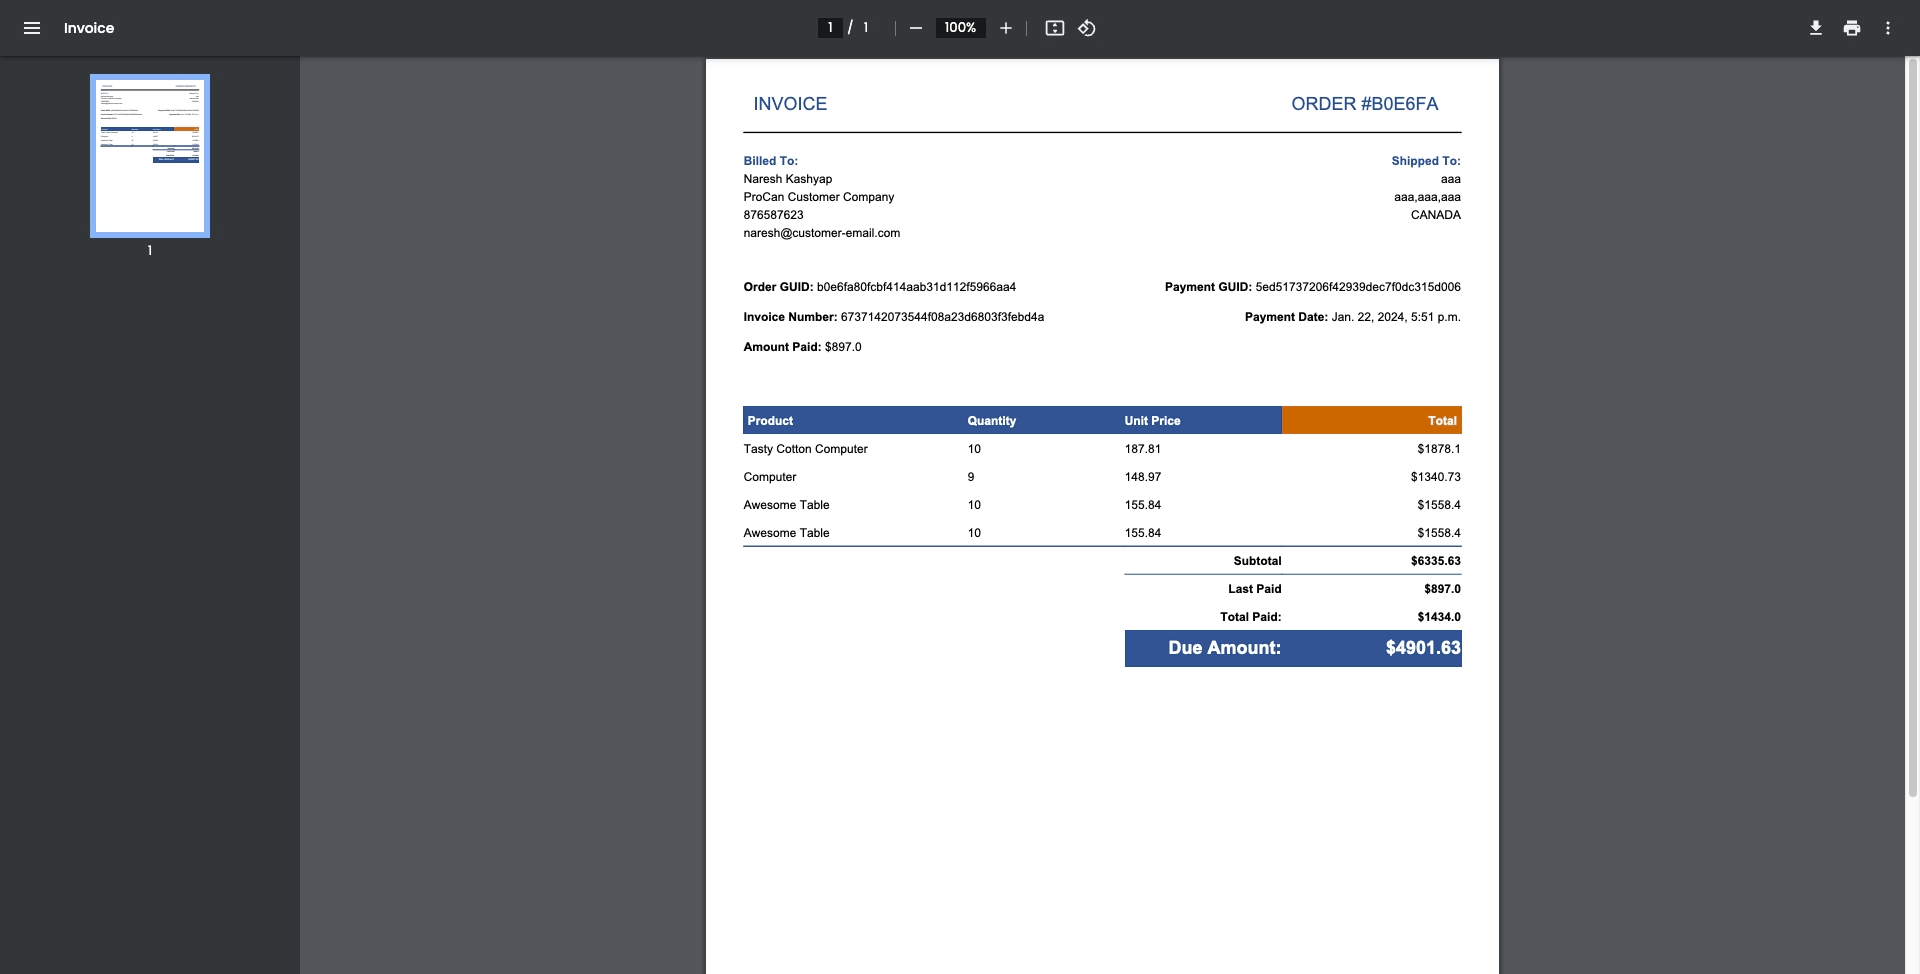 Invoice
1 / 1
100%
1
INVOICE ORDER #B0E6FA
Billed To: Shipped To:
Naresh Kashyap aaa
ProCan Customer Company aaa,aaa,aaa
876587623 CANADA
naresh@customer-email.com
Order GUID: b0e6fa80fcbf414aab31d112f5966aa4 Payment GUID: 5ed51737206f42939dec7f0dc315d006
Invoice Number: 6737142073544f08a23d6803f3febd4a Payment Date: Jan. 22, 2024, 5:51 p.m.
Amount Paid: $897.0
Product Quantity Unit Price Total
Tasty Cotton Computer 10 187.81 $1878.1
Computer 9 148.97 $1340.73
Awesome Table 10 155.84 $1558.4
Awesome Table 10 155.84 $1558.4
Subtotal $6335.63
Last Paid $897.0
Total Paid: $1434.0
Due Amount: $4901.63